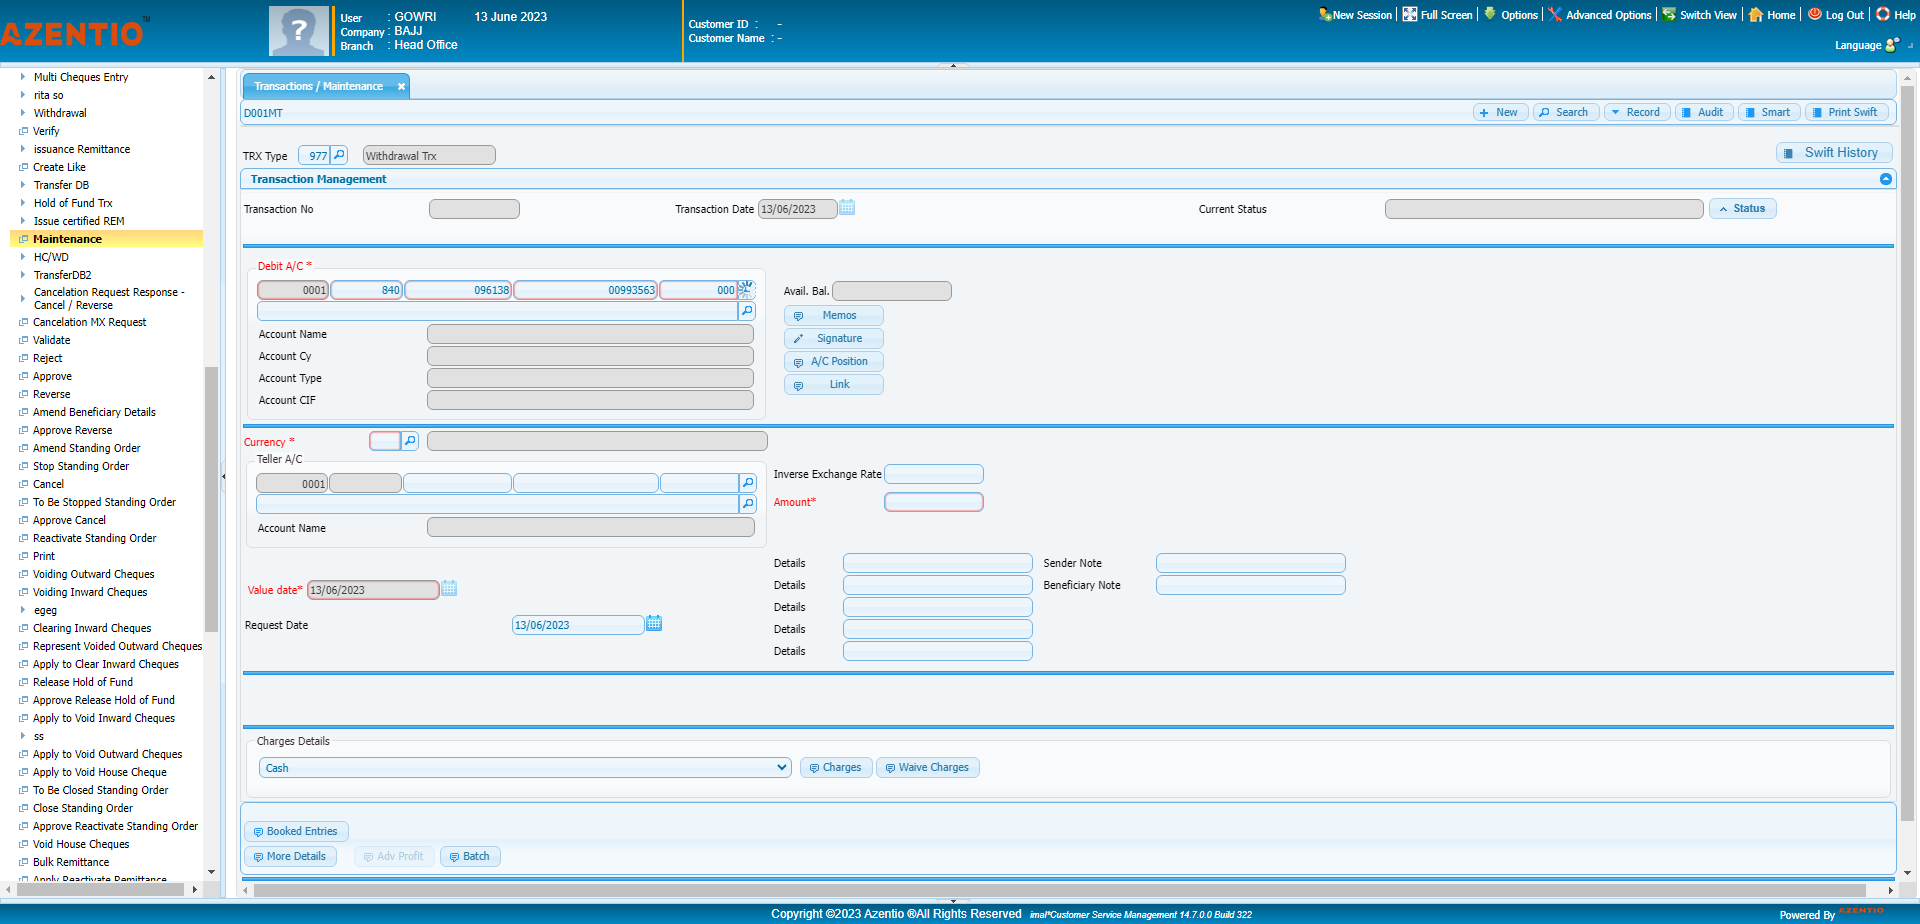 AZENTIO™
User : GOWRI 13 June 2023
Company : BAJJ
Branch : Head Office
Customer ID : -
Customer Name : -
New Session Full Screen Options Advanced Options Switch View Home Log Out Help
Language
Multi Cheques Entry
rita so
Withdrawal
Verify
issuance Remittance
Create Like
Transfer DB
Hold of Fund Trx
Issue certified REM
Maintenance
HC/WD
TransferDB2
Cancelation Request Response -
Cancel / Reverse
Cancelation MX Request
Validate
Reject
Approve
Reverse
Amend Beneficiary Details
Approve Reverse
Amend Standing Order
Stop Standing Order
Cancel
To Be Stopped Standing Order
Approve Cancel
Reactivate Standing Order
Print
Voiding Outward Cheques
Voiding Inward Cheques
egeg
Clearing Inward Cheques
Represent Voided Outward Cheques
Apply to Clear Inward Cheques
Release Hold of Fund
Approve Release Hold of Fund
Apply to Void Inward Cheques
ss
Apply to Void Outward Cheques
Apply to Void House Cheque
To Be Closed Standing Order
Close Standing Order
Approve Reactivate Standing Order
Void House Cheques
Bulk Remittance
Apply Reactivate Remittance
Transactions / Maintenance
D001MT
New Search Record Audit Smart Print Swift
TRX Type 977 Withdrawal Trx
Swift History
Transaction Management
Transaction No Transaction Date 13/06/2023 Current Status Status
Debit A/C *
0001 840 096138 00993563 000
Avail. Bal.
Memos
Account Name
Signature
Account Cy
A/C Position
Account Type
Link
Account CIF
Currency *
Teller A/C
0001
Inverse Exchange Rate
Amount*
Account Name
Details Sender Note
Details Beneficiary Note
Value date* 13/06/2023
Details
Request Date 13/06/2023
Details
Details
Charges Details
Cash Charges Waive Charges
Booked Entries
More Details Adv Profit Batch
Copyright ©2023 Azentio ®All Rights Reserved imal*Customer Service Management 14.7.0.0 Build 322
Powered By AZENTIO